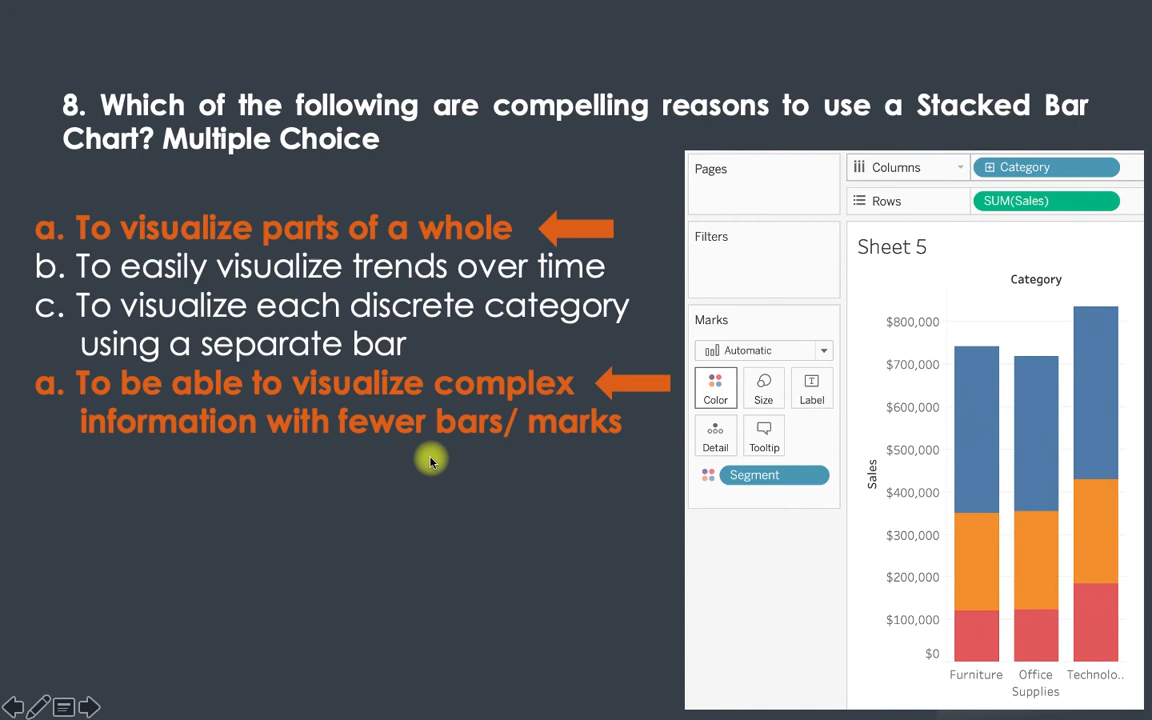 8. Which of the following are compelling reasons to use a Stacked Bar
Chart? Multiple Choice
a. To visualize parts of a whole
b. To easily visualize trends over time
c. To visualize each discrete category
using a separate bar
a. To be able to visualize complex
information with fewer bars/ marks
Pages
Filters
Marks
Automatic
Color
Size
Label
Detail
Tooltip
Segment
Columns
Category
Rows
SUM(Sales)
Sheet 5
Category
Sales
$800,000
$700,000
$600,000
$500,000
$400,000
$300,000
$200,000
$100,000
$0
Furniture
Office
Supplies
Technolo..